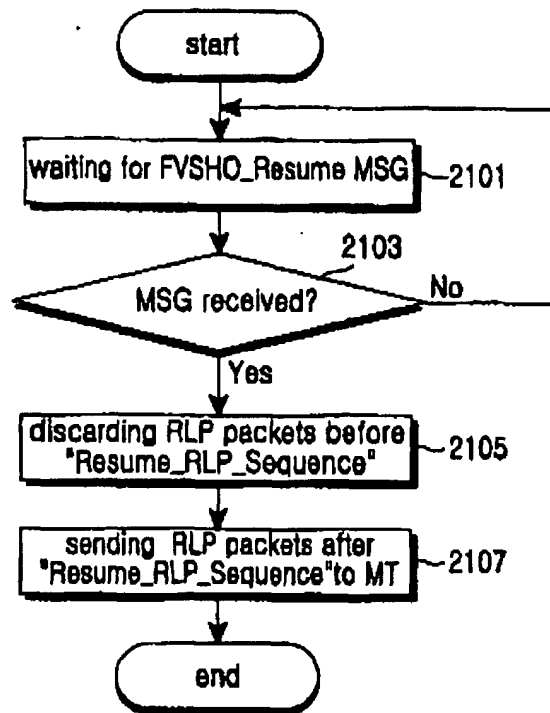 start
waiting for FVSHO_Resume MSG
2101
2103
MSG received?
No
Yes
discarding RLP packets before
"Resume_RLP_Sequence"
2105
sending RLP packets after
"Resume_RLP_Sequence"to MT
2107
end